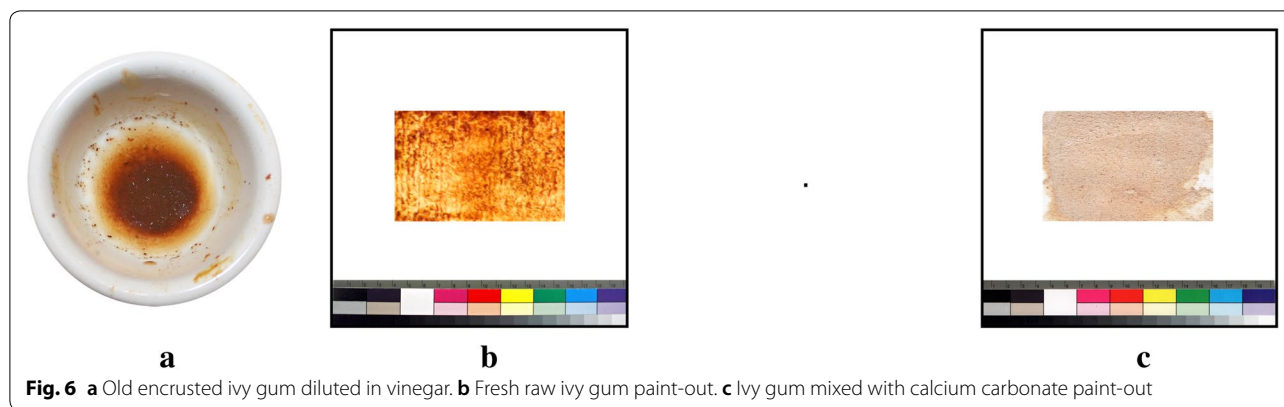 a
b
c
Fig. 6 a Old encrusted ivy gum diluted in vinegar. b Fresh raw ivy gum paint-out. c Ivy gum mixed with calcium carbonate paint-out